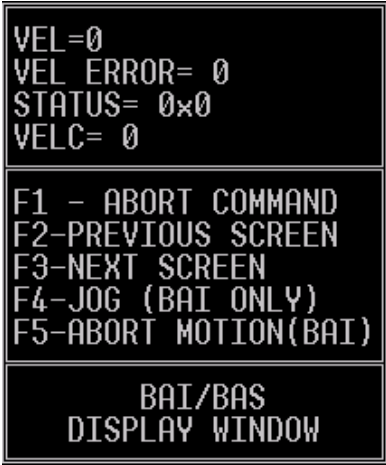 VEL=0
VEL ERROR= 0
STATUS= 0x0
VELC= 0
F1 - ABORT COMMAND
F2-PREVIOUS SCREEN
F3-NEXT SCREEN
F4-JOG (BAI ONLY)
F5-ABORT MOTION(BAI)
BAI/BAS
DISPLAY WINDOW